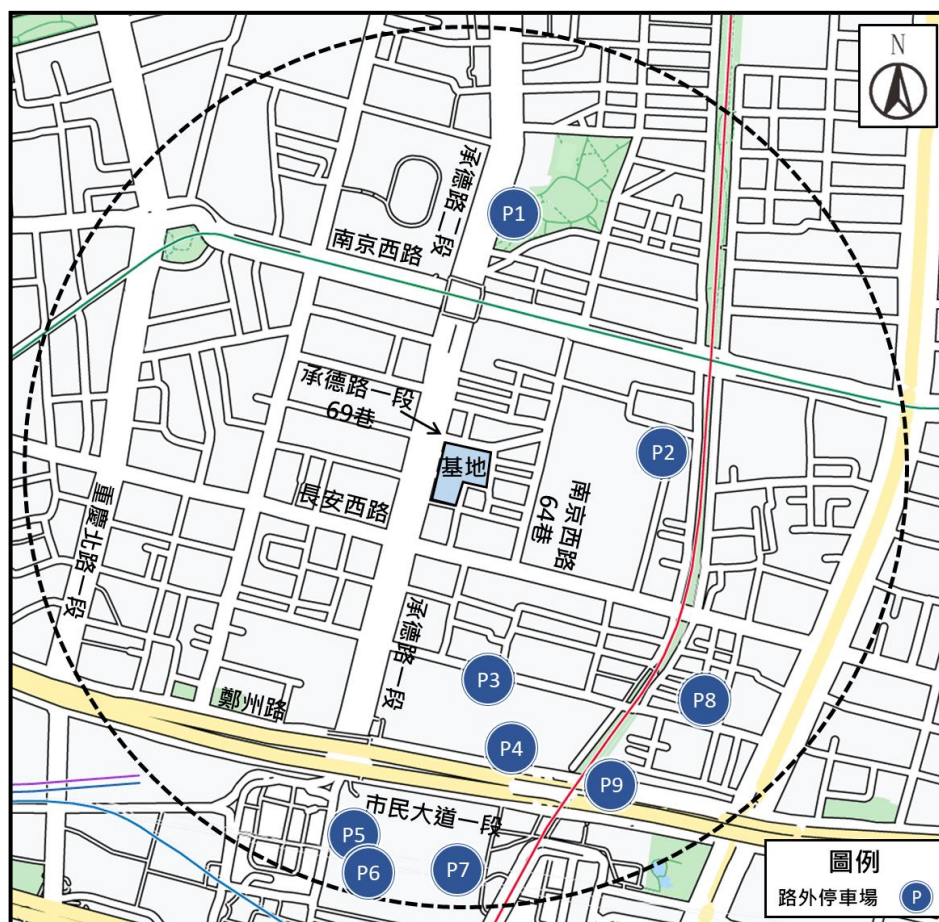 N
承德路二段
P1
南京西路
承德路一段
69巷
P2
基地
長安西路
南京西路
64巷
重慶北路一段
承德路一段
P3
鄭州路
P8
P4
P9
市民大道一段
P5
P6
P7
圖例
路外停車場 P